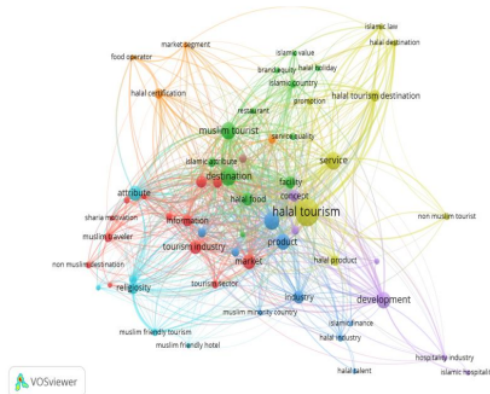 islamic law
market segment
halal destination
islamic value
food operator
brand equity
halal holiday
islamic country
halal certification
promotion
halal tourism destination
restaurant
muslim tourist
service quality
islamic attribute
service
destination
facility
attribute
concept
halal food
sharia motivation
halal tourism
information
non muslim tourist
muslim traveler
product
tourism industry
market
halal product
non muslim destination
tourism sector
religiosity
industry
development
muslim minority country
islamic finance
muslim friendly tourism
halal industry
muslim friendly hotel
hospitality industry
halal talent
islamic hospital
VOSviewer